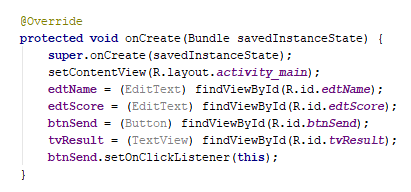 @Override
protected void onCreate(Bundle savedInstanceState) {
    super.onCreate(savedInstanceState);
    setContentView(R.layout.activity_main);
    edtName = (EditText) findViewById(R.id.edtName);
    edtScore = (EditText) findViewById(R.id.edtScore);
    btnSend = (Button) findViewById(R.id.btnSend);
    tvResult = (TextView) findViewById(R.id.tvResult);
    btnSend.setOnClickListener(this);
}